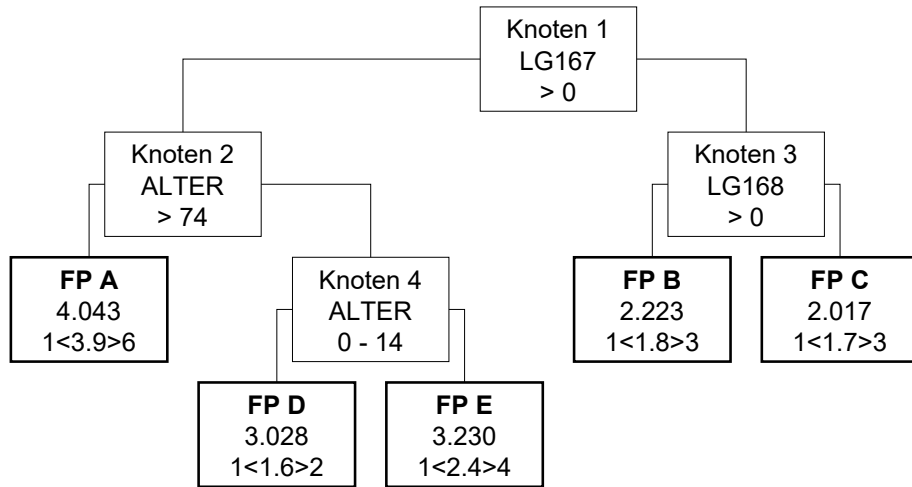 Knoten 1
LG167
> 0
Knoten 2
ALTER
> 74
Knoten 3
LG168
> 0
FP A
4.043
1<3.9>6
Knoten 4
ALTER
0 - 14
FP B
2.223
1<1.8>3
FP C
2.017
1<1.7>3
FP D
3.028
1<1.6>2
FP E
3.230
1<2.4>4